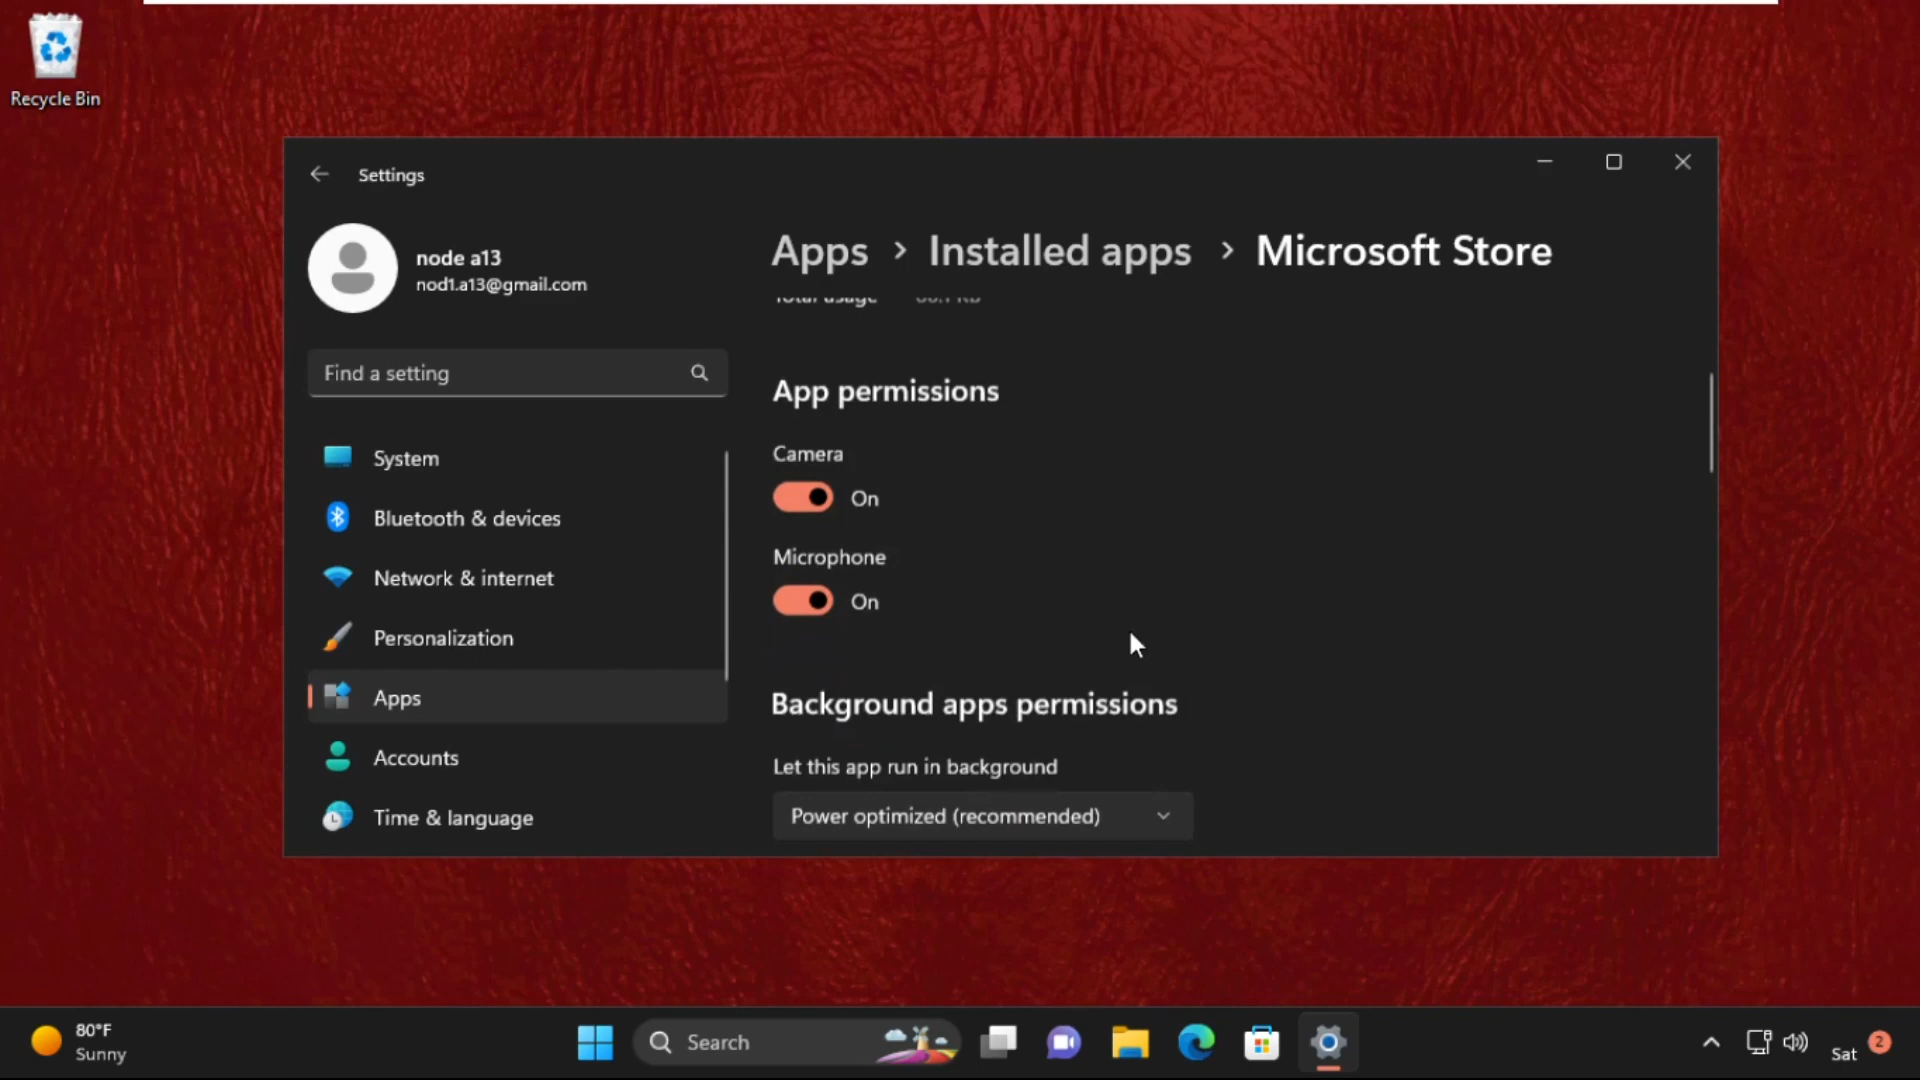 Recycle Bin
Settings
node a13
nod1.a13@gmail.com
Find a setting
System
Bluetooth & devices
Network & internet
Personalization
Apps
Accounts
Time & language
Apps > Installed apps > Microsoft Store
Total usage
App permissions
Camera
On
Microphone
On
Background apps permissions
Let this app run in background
Power optimized (recommended)
80°F
Sunny
Search
Sat
2